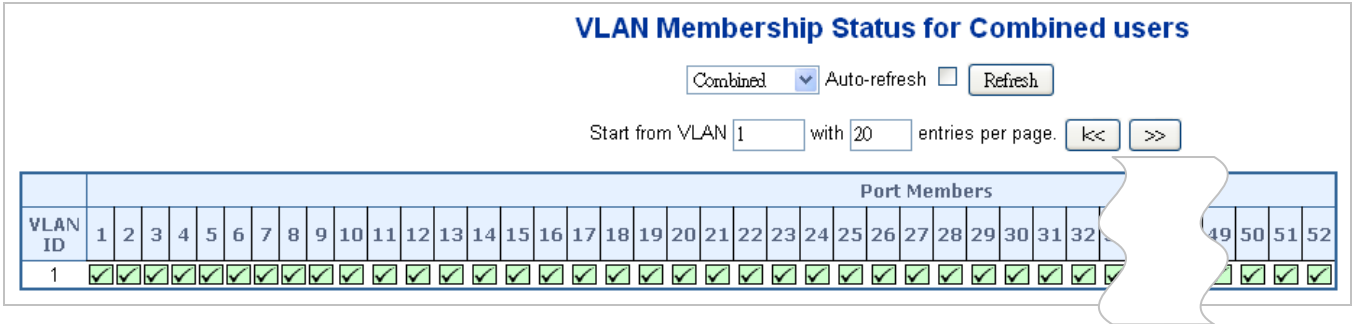 VLAN Membership Status for Combined users
Combined Auto-refresh Refresh
Start from VLAN 1 with 20 entries per page. |<< >>
Port Members
VLAN ID 1 2 3 4 5 6 7 8 9 10 11 12 13 14 15 16 17 18 19 20 21 22 23 24 25 26 27 28 29 30 31 32 49 50 51 52
1